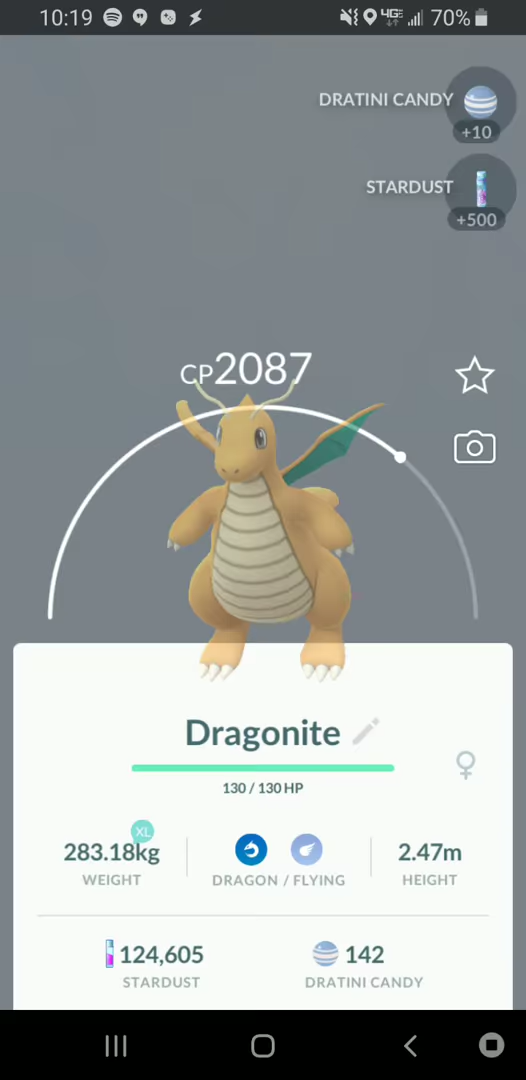 10:19 4GE 70%
DRATINI CANDY
+10
STARDUST
+500
CP2087
Dragonite
130 / 130 HP
XL
283.18kg
WEIGHT
DRAGON / FLYING
2.47m
HEIGHT
124,605
STARDUST
142
DRATINI CANDY